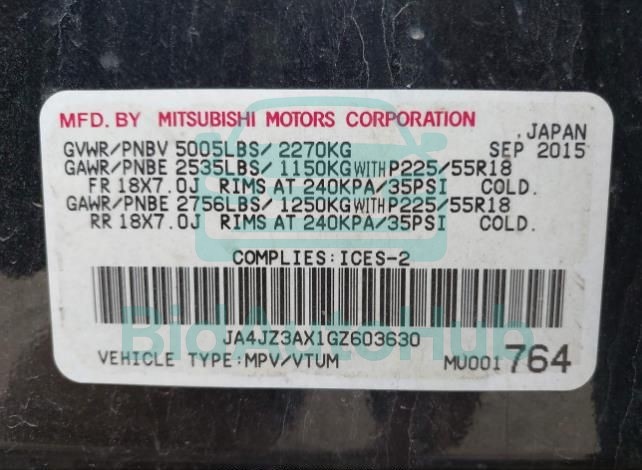 MFD. BY MITSUBISHI MOTORS CORPORATION
, JAPAN
GVWR/PNBV 5005LBS/ 2270KG SEP 2015
GAWR/PNBE 2535LBS/ 1150KG WITH P225/55R18
FR 18X7.0J RIMS AT 240KPA/35PSI COLD.
GAWR/PNBE 2756LBS/ 1250KG WITH P225/55R18
RR 18X7.0J RIMS AT 240KPA/35PSI COLD.
COMPLIES:ICES-2
BidAutoHub
JA4JZ3AX1GZ603630
VEHICLE TYPE:MPV/VTUM MU001 764